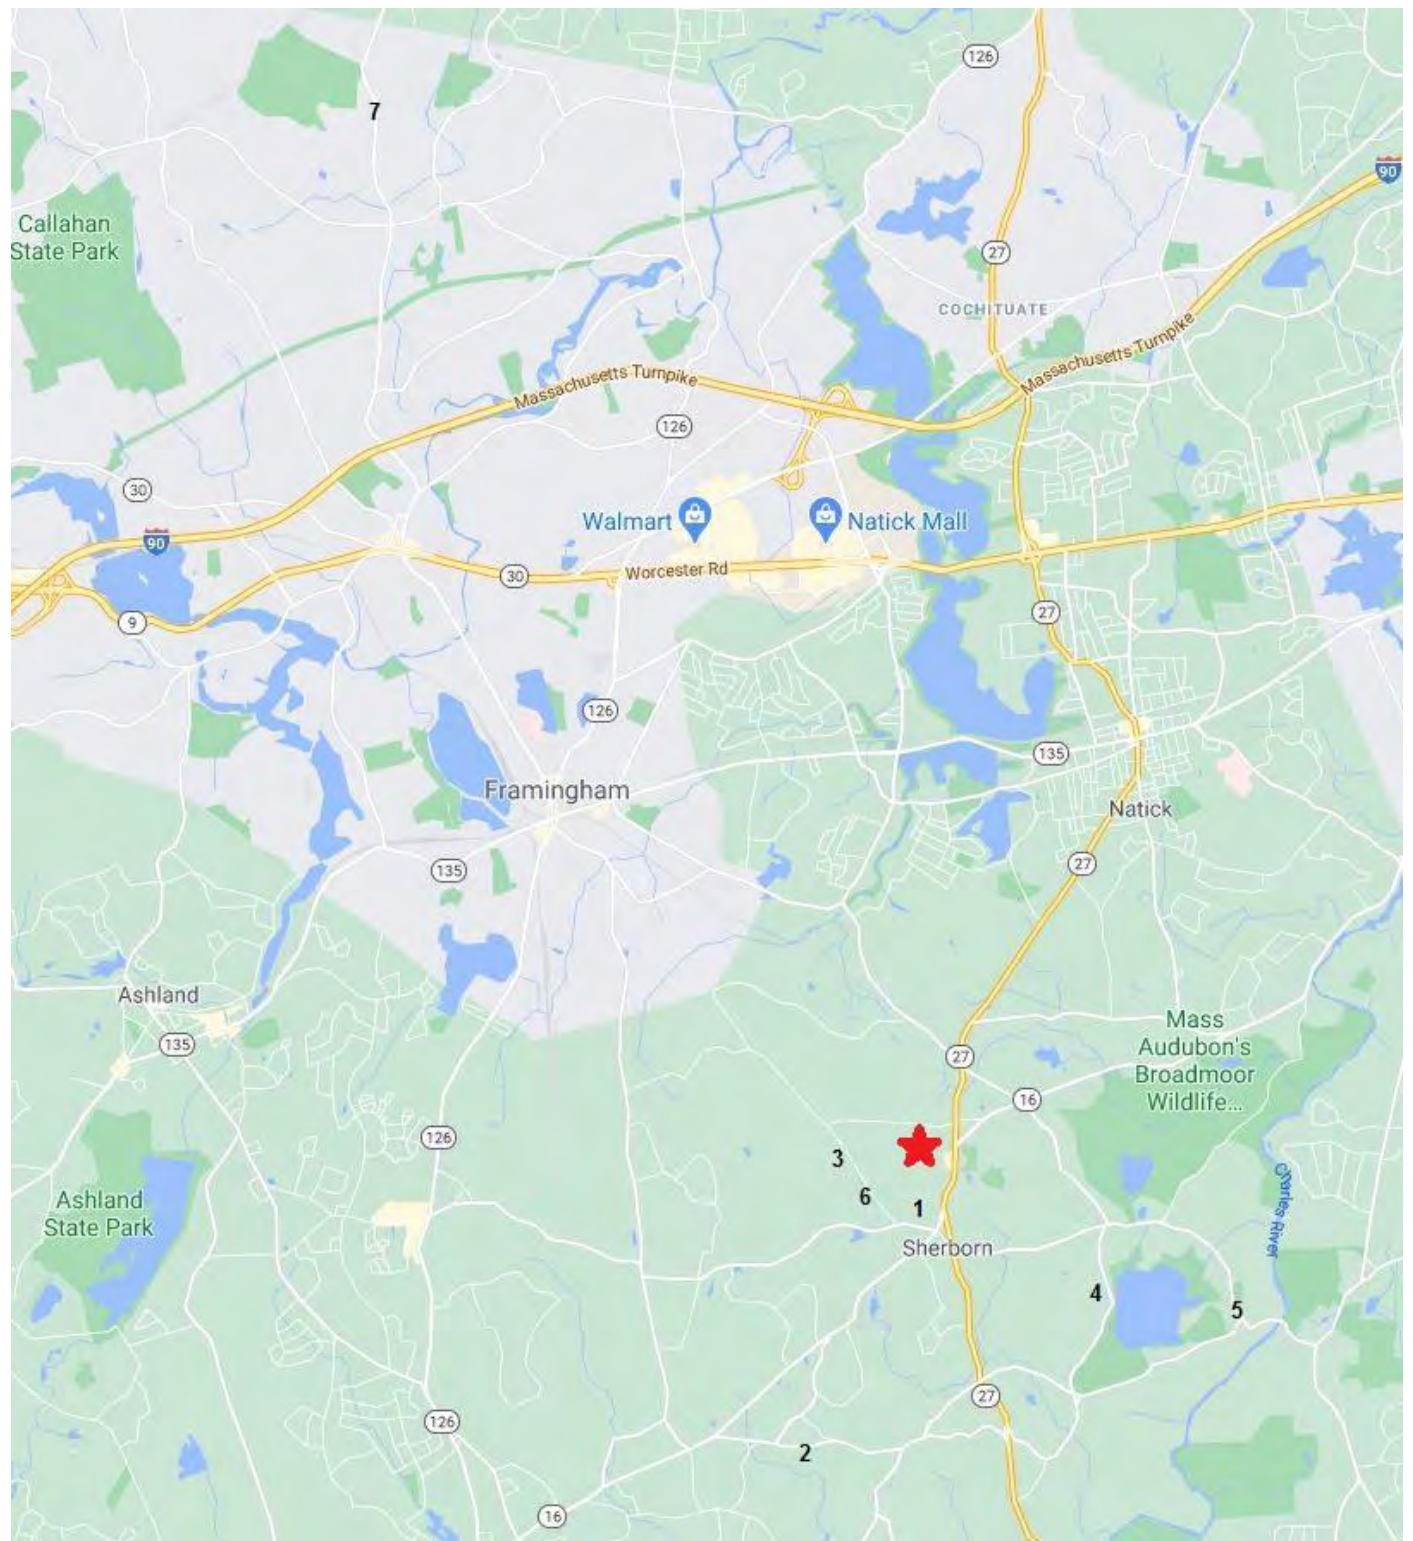 126
7
90
Callahan
State Park
27
COCHITUATE
Massachusetts Turnpike
Massachusetts Turnpike
126
30
Walmart
Natick Mall
90
30
Worcester Rd
9
27
126
135
Framingham
Natick
135
27
Ashland
135
Mass
Audubon's
Broadmoor
Wildlife...
27
16
126
3
6
1
Ashland
State Park
Charles River
Sherborn
4
5
27
126
2
16